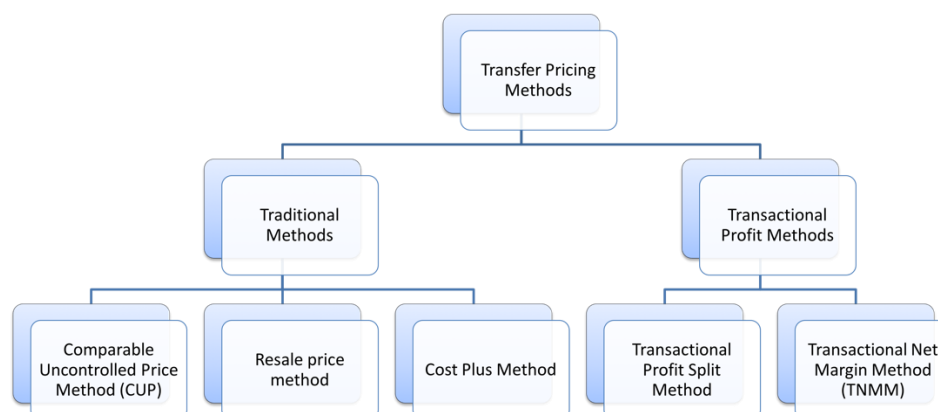 Transfer Pricing
Methods
Traditional
Methods
Transactional
Profit Methods
Comparable
Uncontrolled Price
Method (CUP)
Resale price
method
Cost Plus Method
Transactional
Profit Split
Method
Transactional Net
Margin Method
(TNMM)